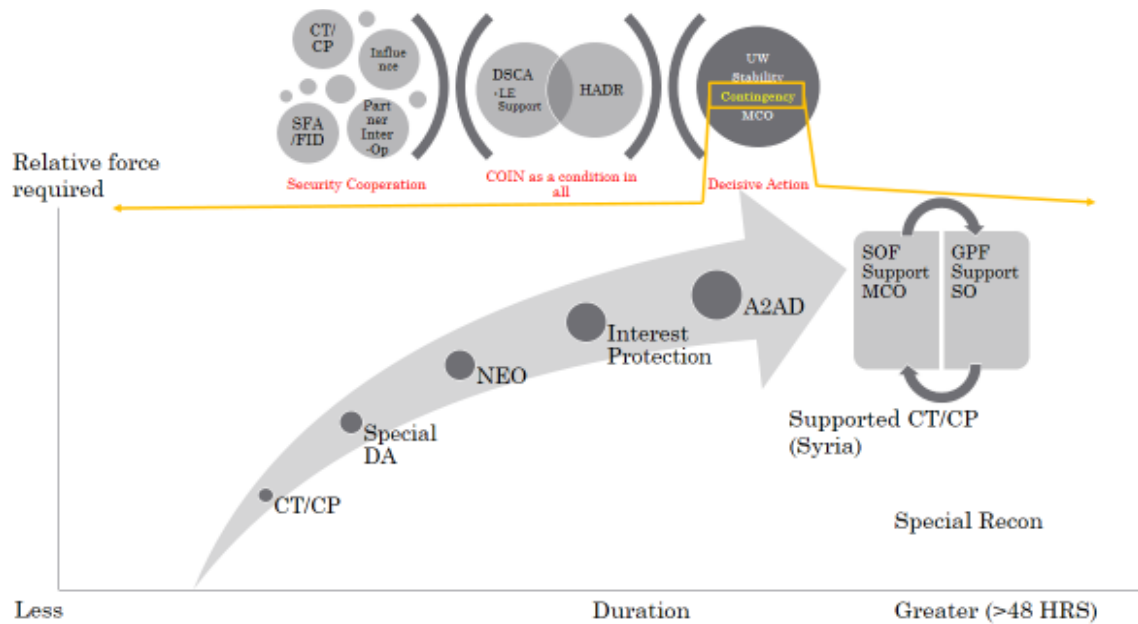 CT/
CP
Influe
nce
SFA
/FID
Part
ner
Inter
-Op
DSCA
-LE
Support
HADR
UW
Stability
Contingency
MCO
Security Cooperation
COIN as a condition in
all
Decisive Action
Relative force
required
SOF
Support
MCO
GPF
Support
SO
A2AD
Interest
Protection
NEO
Special
DA
CT/CP
Supported CT/CP
(Syria)
Special Recon
Less
Duration
Greater (>48 HRS)